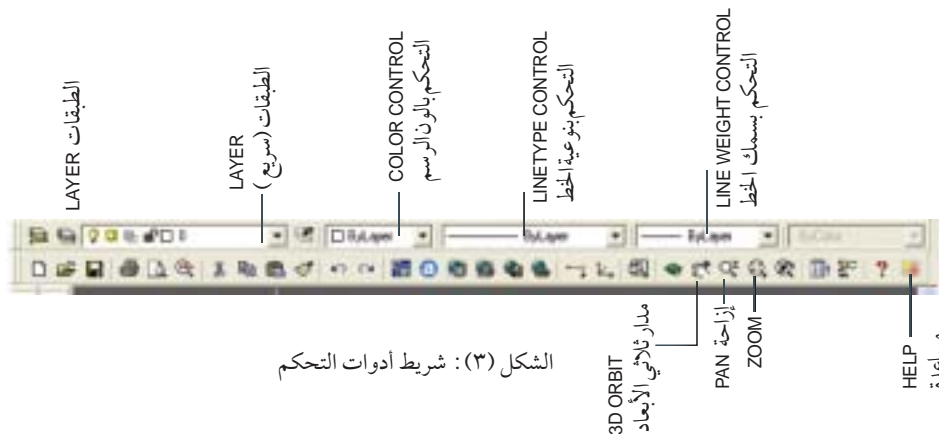 الطبقات LAYER
LAYER
الطبقات (سريع)
COLOR CONTROL
التحكم بالون الرسم
LINETYPE CONTROL
التحكم بنوعية الخط
LINE WEIGHT CONTROL
التحكم بسمك الخط
ByLayer
ByLayer
ByLayer
ByColor
3D ORBIT
مدار ثلاثي الأبعاد
إزاحة PAN
ZOOM
HELP
الشكل (٣): شريط أدوات التحكم